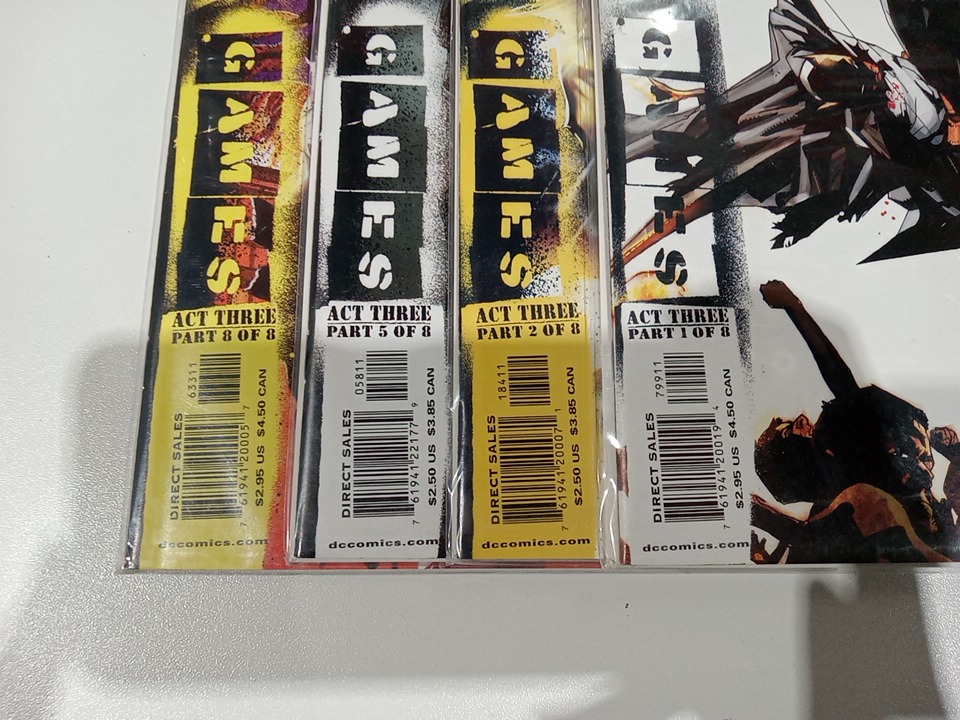 GAMES
ACT THREE
PART 8 OF 8
63311
DIRECT SALES
7 61941 20005 7
$2.95 US $4.50 CAN
dccomics.com
GAMES
ACT THREE
PART 5 OF 8
05811
DIRECT SALES
7 61941 22177 9
$2.50 US $3.85 CAN
dccomics.com
GAMES
ACT THREE
PART 2 OF 8
18411
DIRECT SALES
7 61941 20007 1
$2.50 US $3.85 CAN
dccomics.com
GAMES
ACT THREE
PART 1 OF 8
79911
DIRECT SALES
7 61941 20019 4
$2.95 US $4.50 CAN
dccomics.com